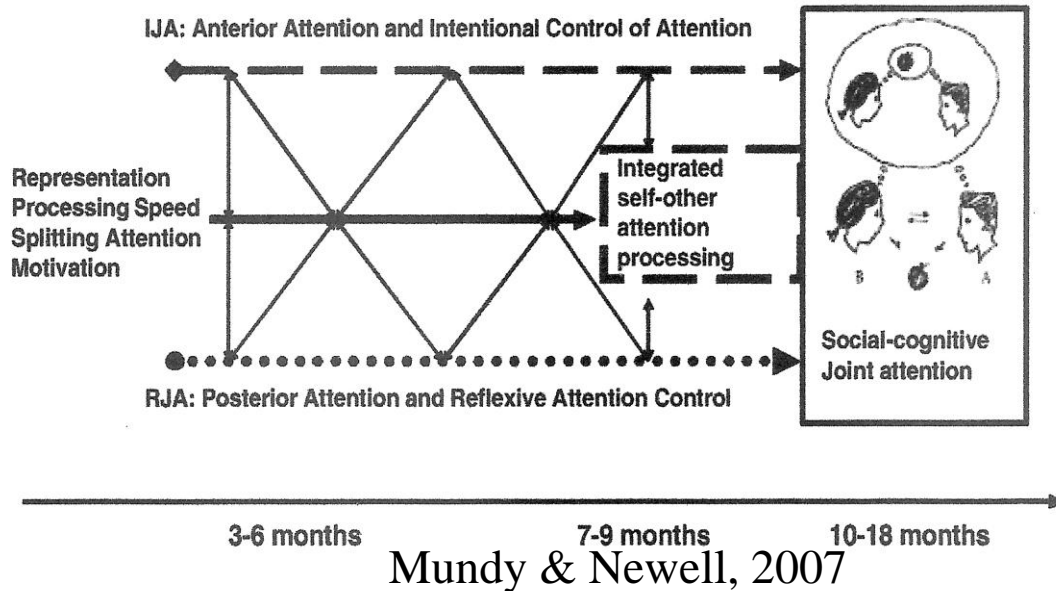 IJA: Anterior Attention and Intentional Control of Attention
Representation
Processing Speed
Splitting Attention
Motivation
Integrated
self-other
attention
processing
B
A
Social-cognitive
Joint attention
RJA: Posterior Attention and Reflexive Attention Control
3-6 months
7-9 months
10-18 months
Mundy & Newell, 2007